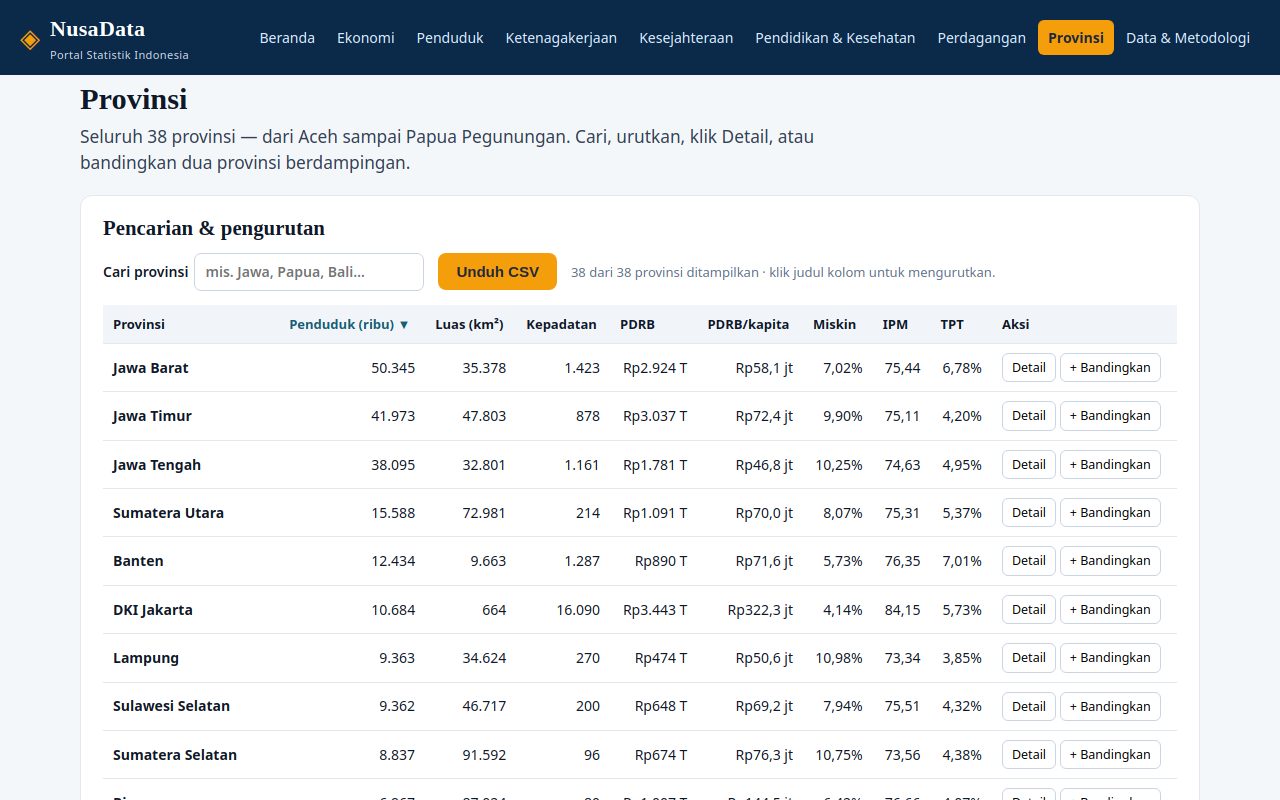 NusaData
Portal Statistik Indonesia
Beranda Ekonomi Penduduk Ketenagakerjaan Kesejahteraan Pendidikan & Kesehatan Perdagangan Provinsi Data & Metodologi
Provinsi
Seluruh 38 provinsi — dari Aceh sampai Papua Pegunungan. Cari, urutkan, klik Detail, atau
bandingkan dua provinsi berdampingan.
Pencarian & pengurutan
Cari provinsi mis. Jawa, Papua, Bali... Unduh CSV 38 dari 38 provinsi ditampilkan · klik judul kolom untuk mengurutkan.
Provinsi Penduduk (ribu) ▼ Luas (km²) Kepadatan PDRB PDRB/kapita Miskin IPM TPT Aksi
Jawa Barat 50.345 35.378 1.423 Rp2.924 T Rp58,1 jt 7,02% 75,44 6,78% Detail + Bandingkan
Jawa Timur 41.973 47.803 878 Rp3.037 T Rp72,4 jt 9,90% 75,11 4,20% Detail + Bandingkan
Jawa Tengah 38.095 32.801 1.161 Rp1.781 T Rp46,8 jt 10,25% 74,63 4,95% Detail + Bandingkan
Sumatera Utara 15.588 72.981 214 Rp1.091 T Rp70,0 jt 8,07% 75,31 5,37% Detail + Bandingkan
Banten 12.434 9.663 1.287 Rp890 T Rp71,6 jt 5,73% 76,35 7,01% Detail + Bandingkan
DKI Jakarta 10.684 664 16.090 Rp3.443 T Rp322,3 jt 4,14% 84,15 5,73% Detail + Bandingkan
Lampung 9.363 34.624 270 Rp474 T Rp50,6 jt 10,98% 73,34 3,85% Detail + Bandingkan
Sulawesi Selatan 9.362 46.717 200 Rp648 T Rp69,2 jt 7,94% 75,51 4,32% Detail + Bandingkan
Sumatera Selatan 8.837 91.592 96 Rp674 T Rp76,3 jt 10,75% 73,56 4,38% Detail + Bandingkan